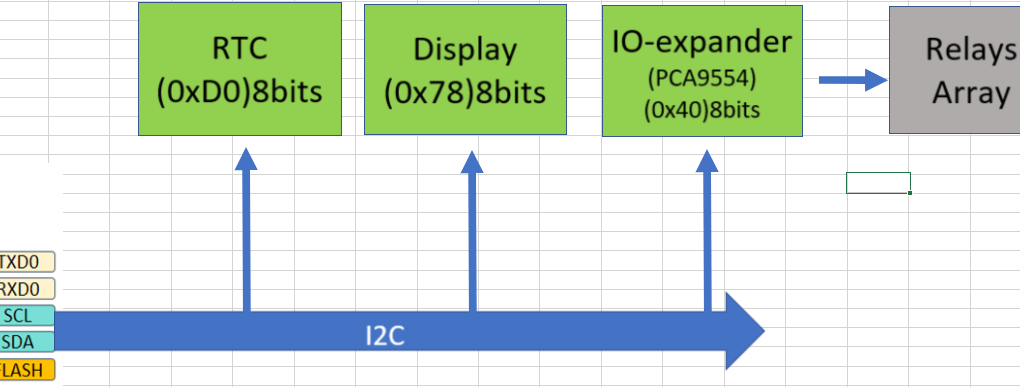 RTC
(0xD0)8bits
Display
(0x78)8bits
IO-expander
(PCA9554)
(0x40)8bits
Relays
Array
TXD0
RXD0
SCL
SDA
FLASH
I2C